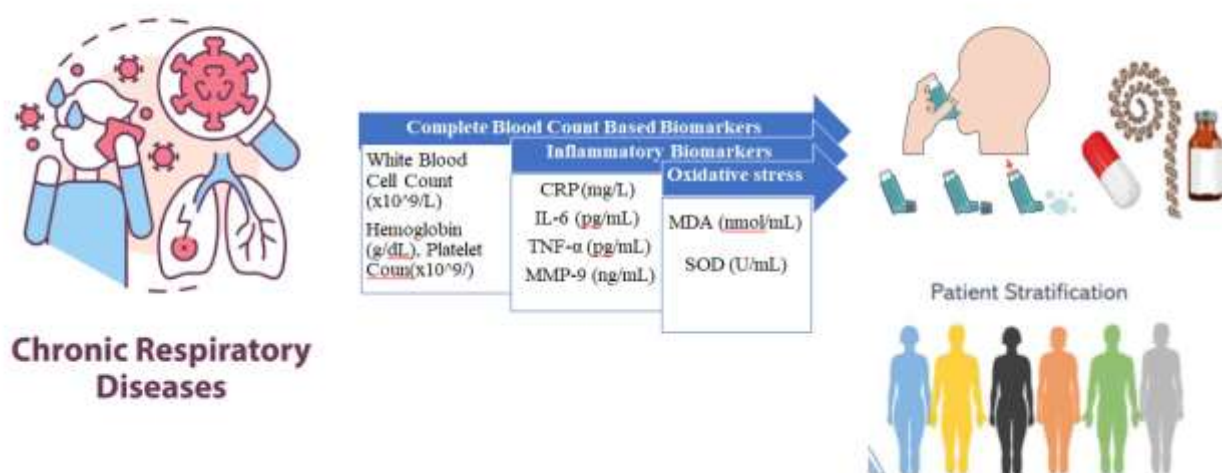 Complete Blood Count Based Biomarkers
White Blood
Cell Count
(x10^9/L)
Hemoglobin
(g/dL), Platelet
Coun(x10^9/)
Inflammatory Biomarkers
CRP (mg/L)
IL-6 (pg/mL)
TNF-α (pg/mL)
MMP-9 (ng/mL)
Oxidative stress
MDA (nmol/mL)
SOD (U/mL)
Patient Stratification
Chronic Respiratory
Diseases